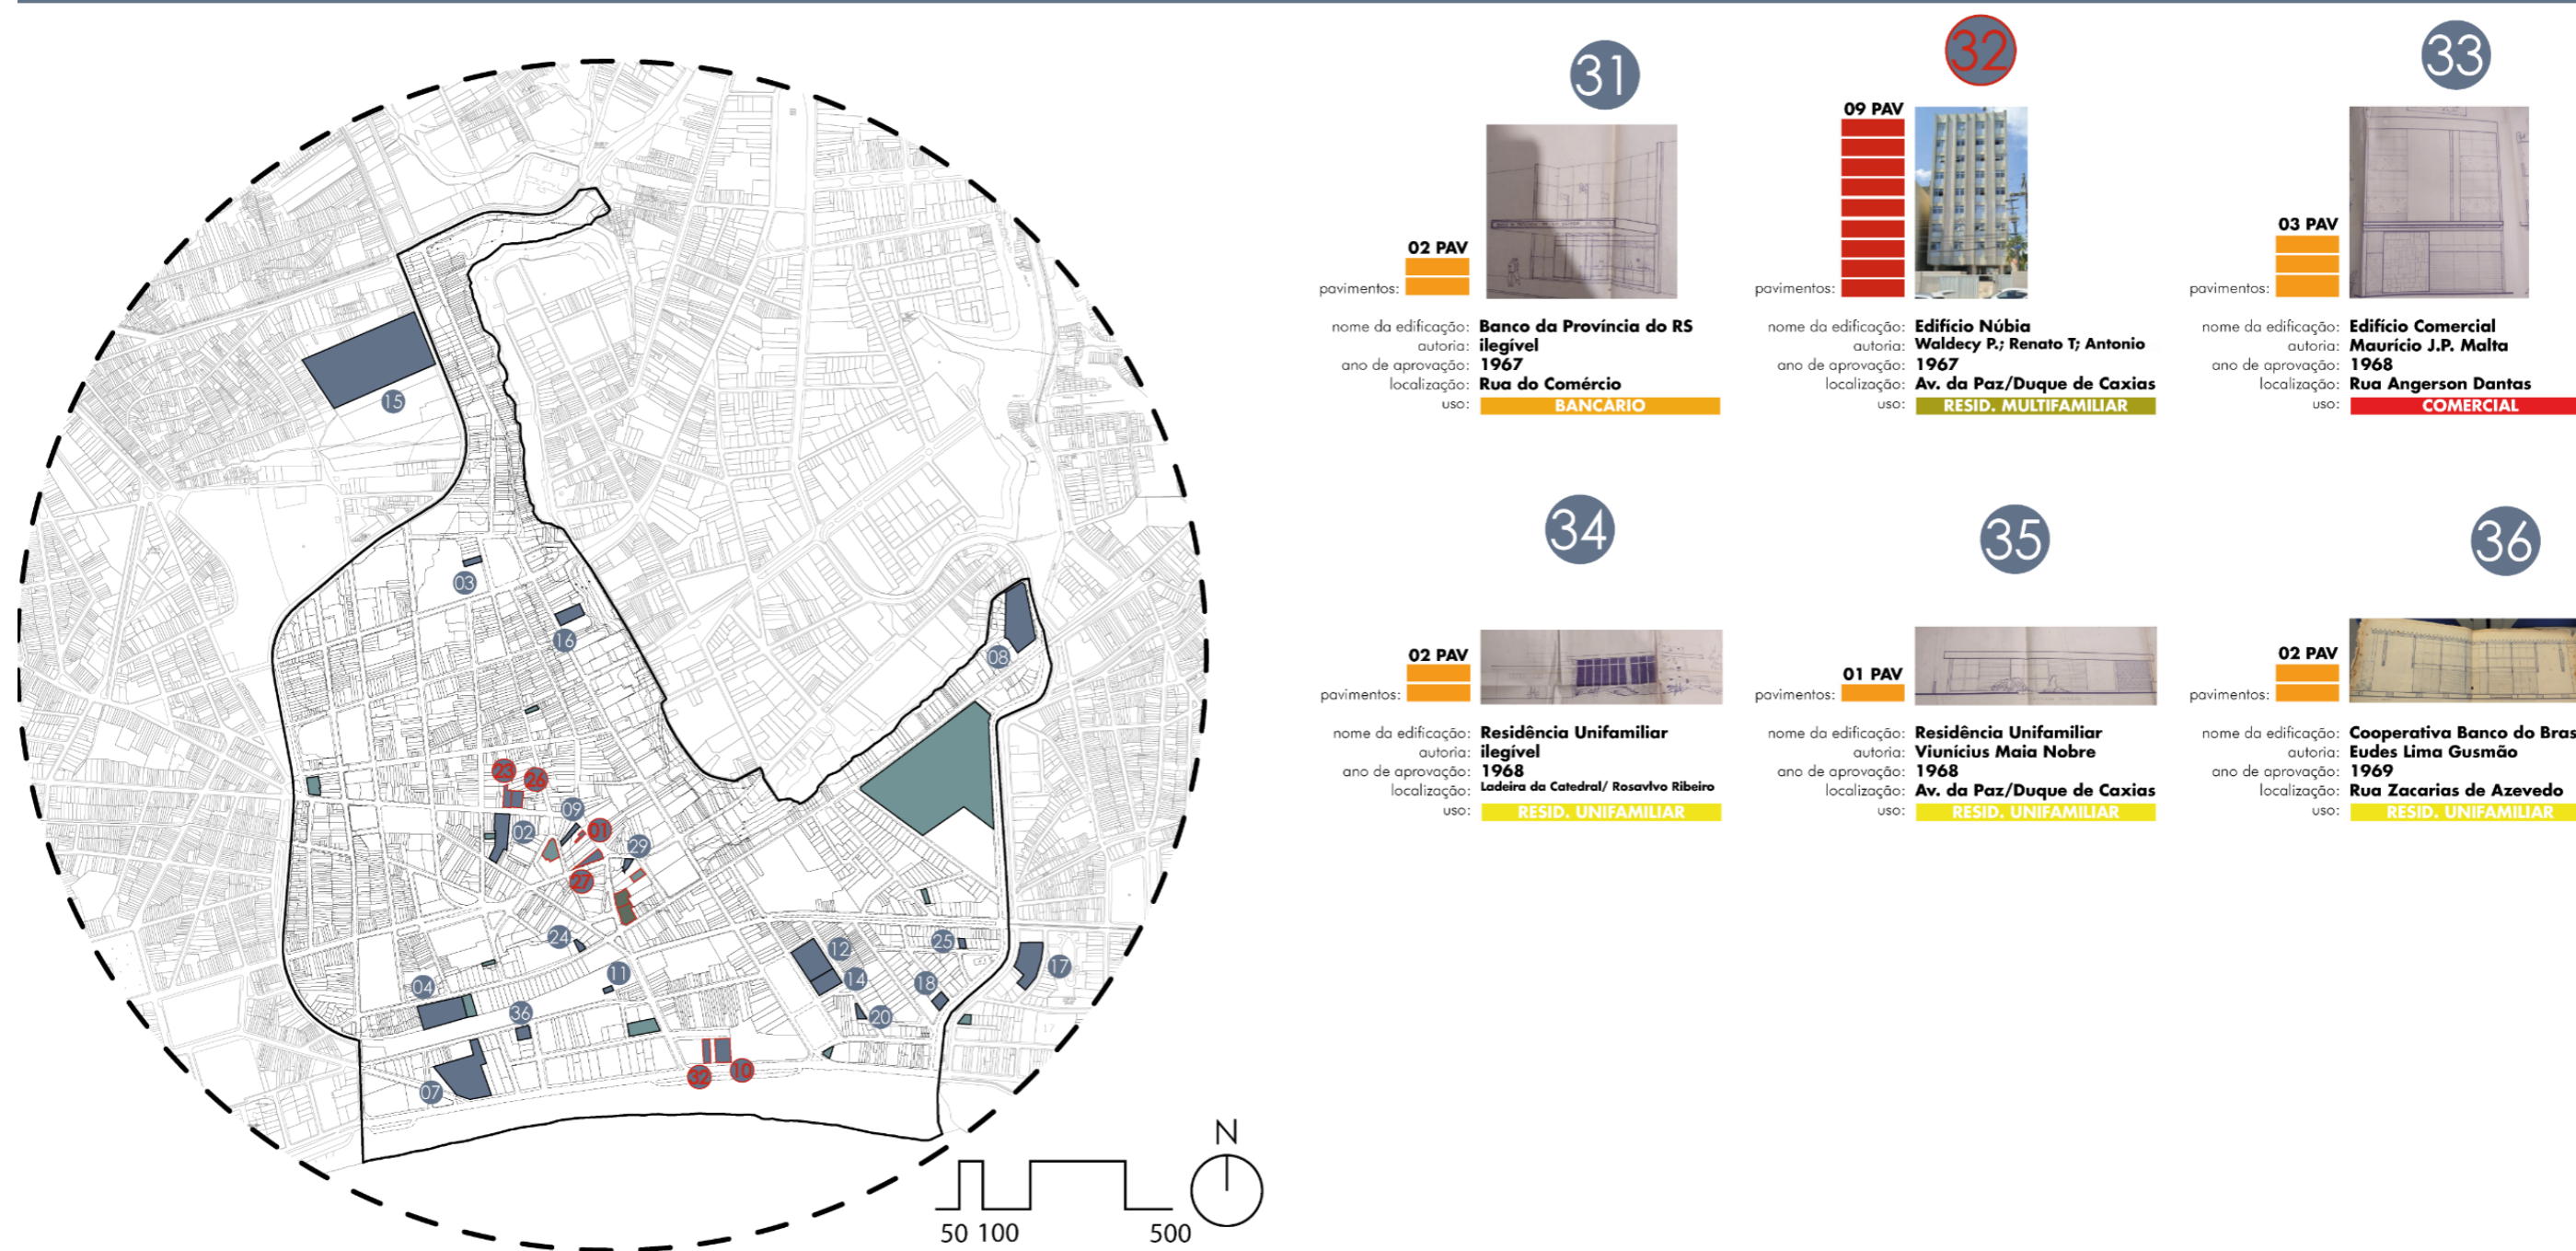 31
02 PAV
pavimentos:
nome da edificação: Banco da Província do RS
autoria: ilegível
ano de aprovação: 1967
localização: Rua do Comércio
uso: BANCÁRIO
32
09 PAV
pavimentos:
nome da edificação: Edifício Núbia
autoria: Waldecy P.; Renato T; Antonio
ano de aprovação: 1967
localização: Av. da Paz/Duque de Caxias
uso: RESID. MULTIFAMILIAR
33
03 PAV
pavimentos:
nome da edificação: Edifício Comercial
autoria: Maurício J.P. Malta
ano de aprovação: 1968
localização: Rua Angerson Dantas
uso: COMERCIAL
34
02 PAV
pavimentos:
nome da edificação: Residência Unifamiliar
autoria: ilegível
ano de aprovação: 1968
localização: Ladeira da Catedral/ Rosavlvo Ribeiro
uso: RESID. UNIFAMILIAR
35
01 PAV
pavimentos:
nome da edificação: Residência Unifamiliar
autoria: Viunícius Maia Nobre
ano de aprovação: 1968
localização: Av. da Paz/Duque de Caxias
uso: RESID. UNIFAMILIAR
36
02 PAV
pavimentos:
nome da edificação: Cooperativa Banco do Bras
autoria: Eudes Lima Gusmão
ano de aprovação: 1969
localização: Rua Zacarias de Azevedo
uso: RESID. UNIFAMILIAR
15
03
16
08
23
26
09
01
02
29
27
24
12
25
17
11
14
18
04
36
20
07
32
10
N
50 100 500